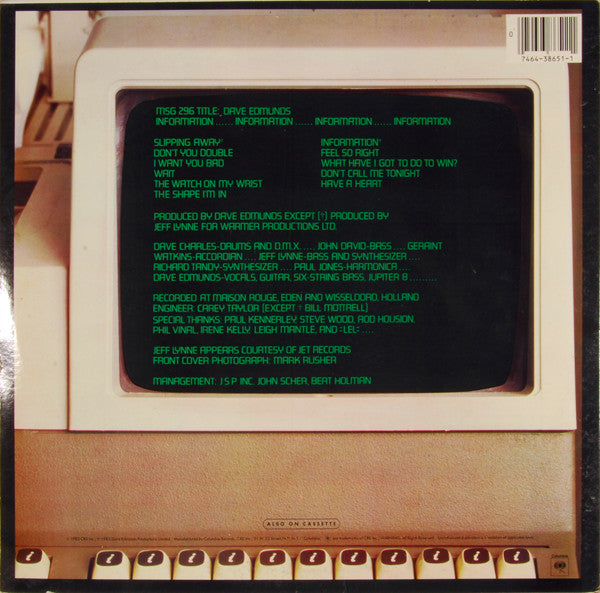 0
7464-38651-1
MSG 296 TITLE: DAVE EDMUNDS
INFORMATION ...... INFORMATION .... INFORMATION ...... INFORMATION
SLIPPING AWAY†
DON'T YOU DOUBLE
I WANT YOU BAD
WAIT
THE WATCH ON MY WRIST
THE SHAPE I'M IN
INFORMATION†
FEEL SO RIGHT
WHAT HAVE I GOT TO DO TO WIN?
DON'T CALL ME TONIGHT
HAVE A HEART
PRODUCED BY DAVE EDMUNDS EXCEPT [†] PRODUCED BY
JEFF LYNNE FOR WARMER PRODUCTIONS LTD.
DAVE CHARLES-DRUMS AND D.M.X. .... JOHN DAVID-BASS .... GERAINT
WATKINS-ACCORDIAN .... JEFF LYNNE-BASS AND SYNTHESIZER ....
RICHARD TANDY-SYNTHESIZER .... PAUL JONES-HARMONICA ....
DAVE EDMUNDS-VOCALS, GUITAR, SIX-STRING BASS, JUPITER 8 .........
RECORDED AT MAISON ROUGE, EDEN AND WISSELOORD, HOLLAND
ENGINEER: CAREY TAYLOR [EXCEPT † BILL MOTTRELL]
SPECIAL THANKS: PAUL KENNERLEY STEVE WOOD, ROD HOUSION,
PHIL VINAL, IRENE KELLY, LEIGH MANTLE, AND :LEL: ....
JEFF LYNNE APPEARS COURTESY OF JET RECORDS
FRONT COVER PHOTOGRAPH: MARK RUSHER
MANAGEMENT: J S P INC. JOHN SCHER, BERT HOLMAN
ALSO ON CASSETTE
i i i i i i i i i i i i
Columbia